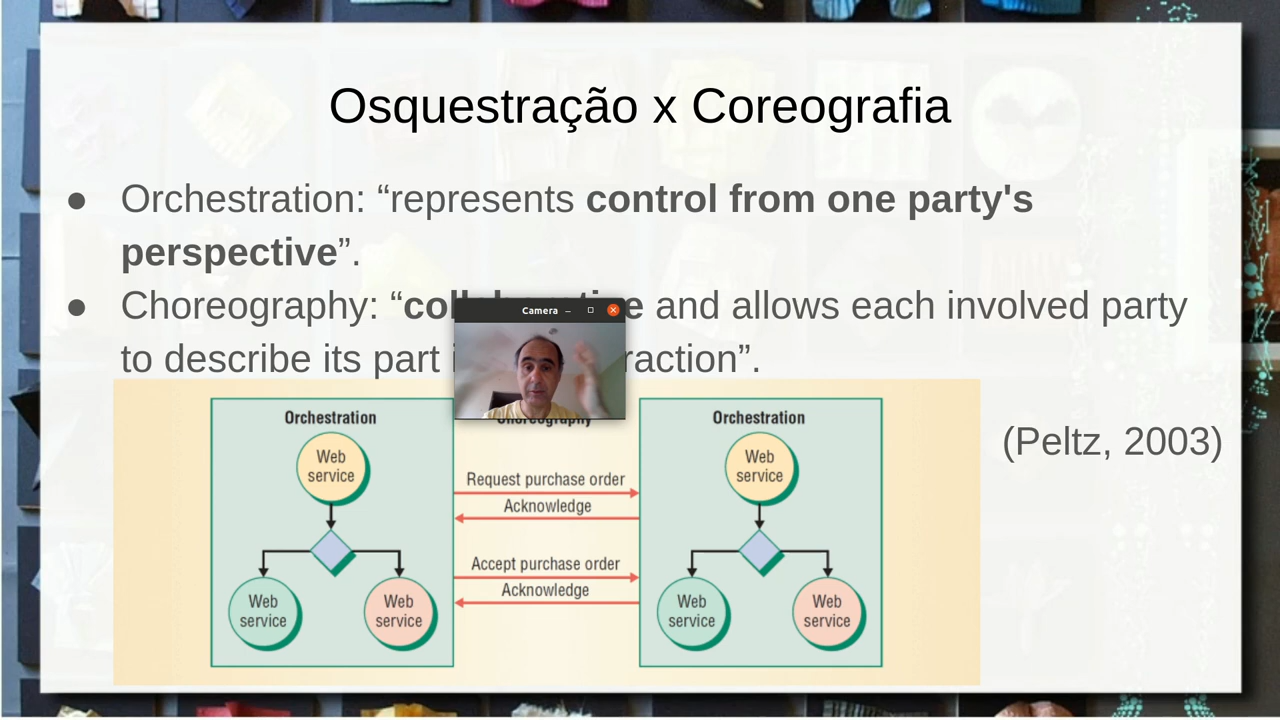 Osquestração x Coreografia
● Orchestration: “represents control from one party's
perspective”.
● Choreography: “collaborative and allows each involved party
to describe its part raction”.
Camera
(Peltz, 2003)
Orchestration
Choreography
Orchestration
Web
service
Web
service
Request purchase order
Acknowledge
Accept purchase order
Acknowledge
Web
service
Web
service
Web
service
Web
service